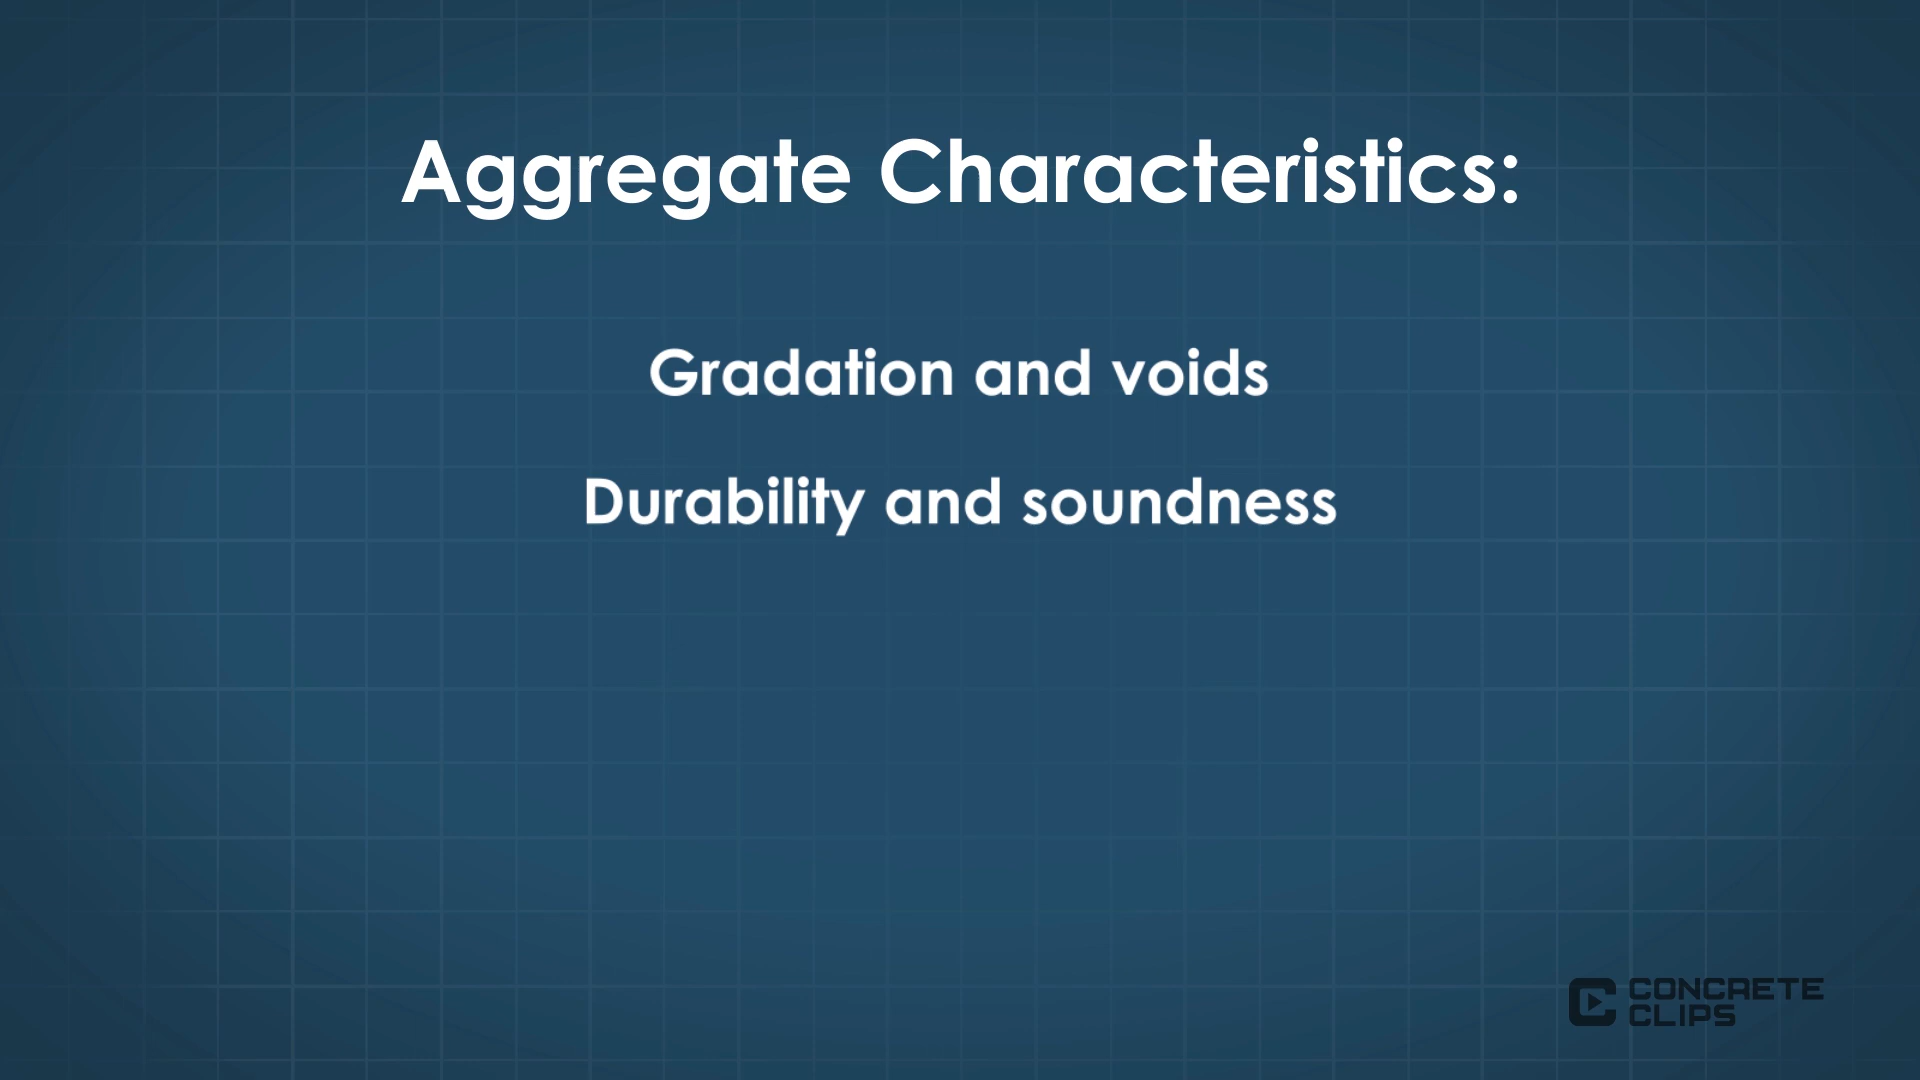 Aggregate Characteristics:
Gradation and voids
Durability and soundness
CONCRETE
CLIPS